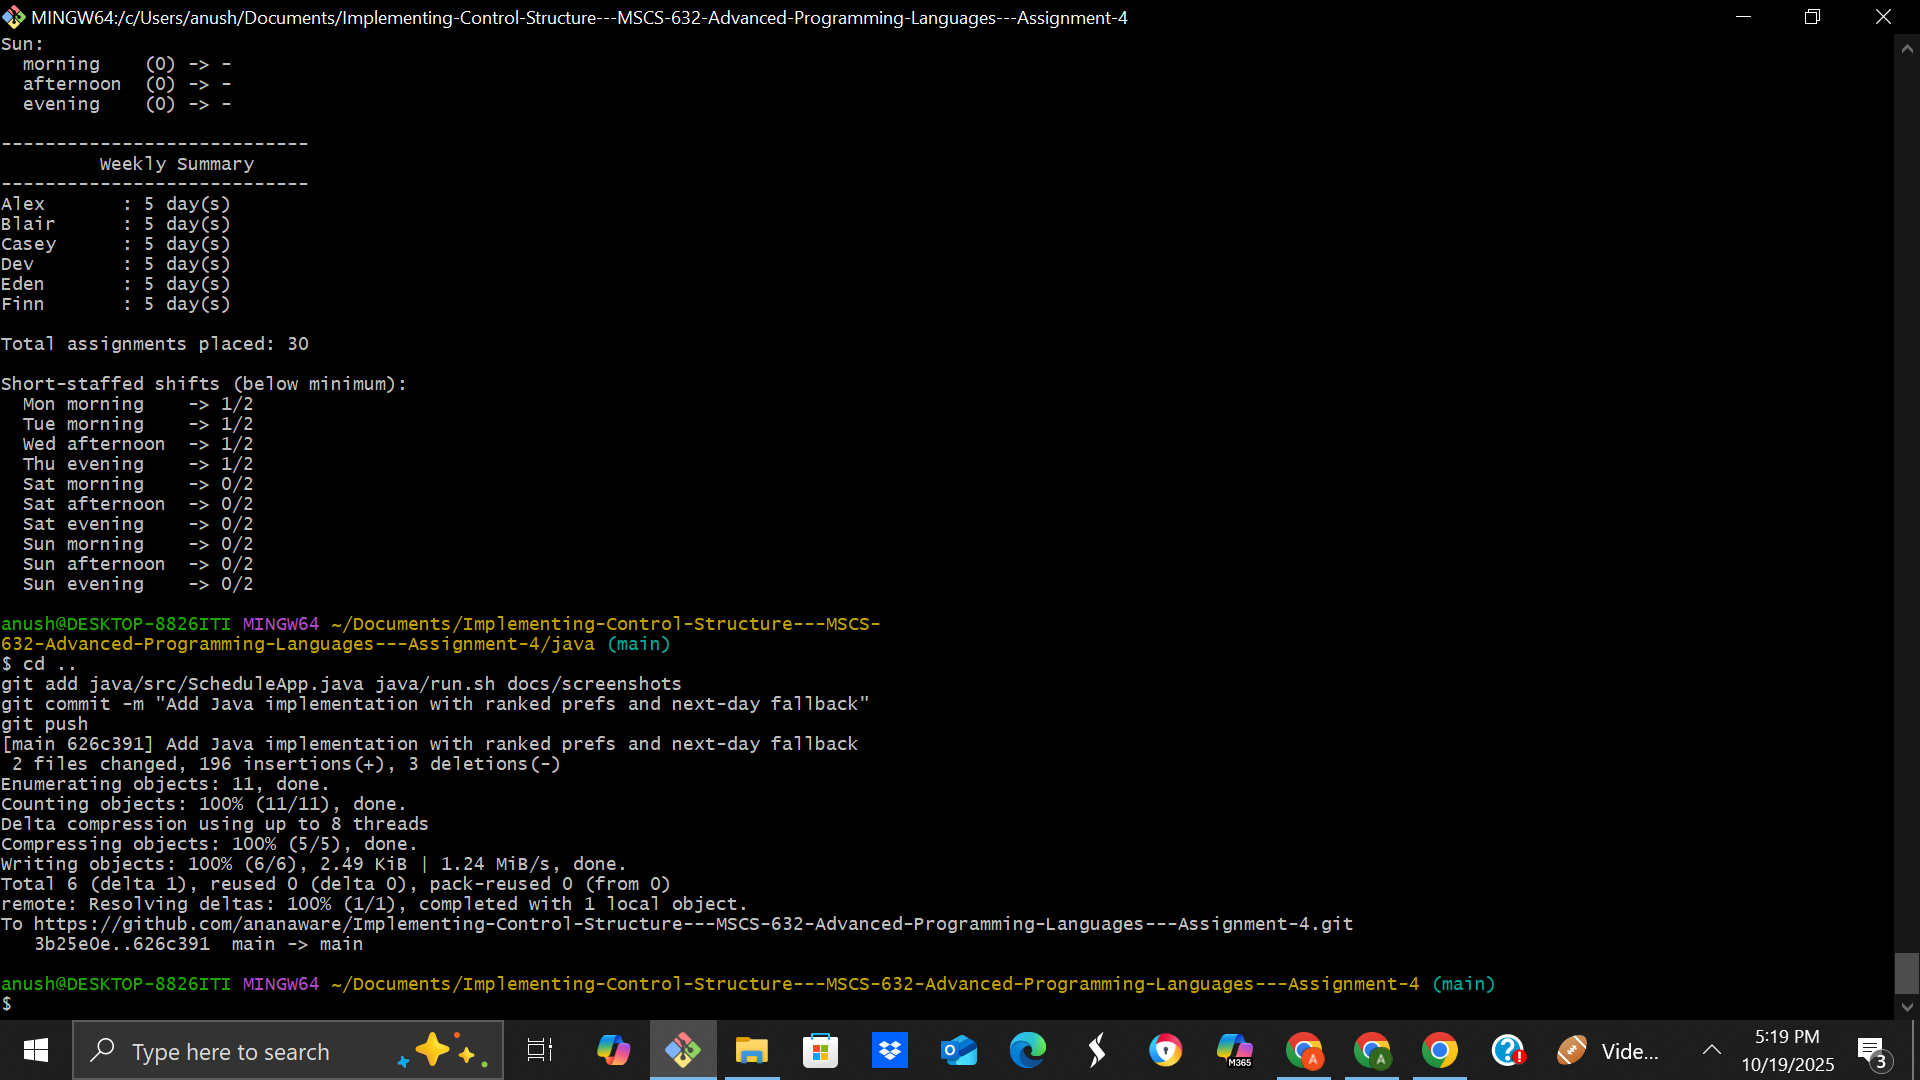 MINGW64:/c/Users/anush/Documents/Implementing-Control-Structure---MSCS-632-Advanced-Programming-Languages---Assignment-4
Sun:
  morning    (0) -> -
  afternoon  (0) -> -
  evening    (0) -> -
----------------------------
         Weekly Summary
----------------------------
Alex       : 5 day(s)
Blair      : 5 day(s)
Casey      : 5 day(s)
Dev        : 5 day(s)
Eden       : 5 day(s)
Finn       : 5 day(s)
Total assignments placed: 30
Short-staffed shifts (below minimum):
  Mon morning    -> 1/2
  Tue morning    -> 1/2
  Wed afternoon  -> 1/2
  Thu evening    -> 1/2
  Sat morning    -> 0/2
  Sat afternoon  -> 0/2
  Sat evening    -> 0/2
  Sun morning    -> 0/2
  Sun afternoon  -> 0/2
  Sun evening    -> 0/2
anush@DESKTOP-8826ITI MINGW64 ~/Documents/Implementing-Control-Structure---MSCS-
632-Advanced-Programming-Languages---Assignment-4/java (main)
$ cd ..
git add java/src/ScheduleApp.java java/run.sh docs/screenshots
git commit -m "Add Java implementation with ranked prefs and next-day fallback"
git push
[main 626c391] Add Java implementation with ranked prefs and next-day fallback
 2 files changed, 196 insertions(+), 3 deletions(-)
Enumerating objects: 11, done.
Counting objects: 100% (11/11), done.
Delta compression using up to 8 threads
Compressing objects: 100% (5/5), done.
Writing objects: 100% (6/6), 2.49 KiB | 1.24 MiB/s, done.
Total 6 (delta 1), reused 0 (delta 0), pack-reused 0 (from 0)
remote: Resolving deltas: 100% (1/1), completed with 1 local object.
To https://github.com/ananaware/Implementing-Control-Structure---MSCS-632-Advanced-Programming-Languages---Assignment-4.git
   3b25e0e..626c391  main -> main
anush@DESKTOP-8826ITI MINGW64 ~/Documents/Implementing-Control-Structure---MSCS-632-Advanced-Programming-Languages---Assignment-4 (main)
$
Type here to search
M365
A
A
Vide...
5:19 PM
10/19/2025
3